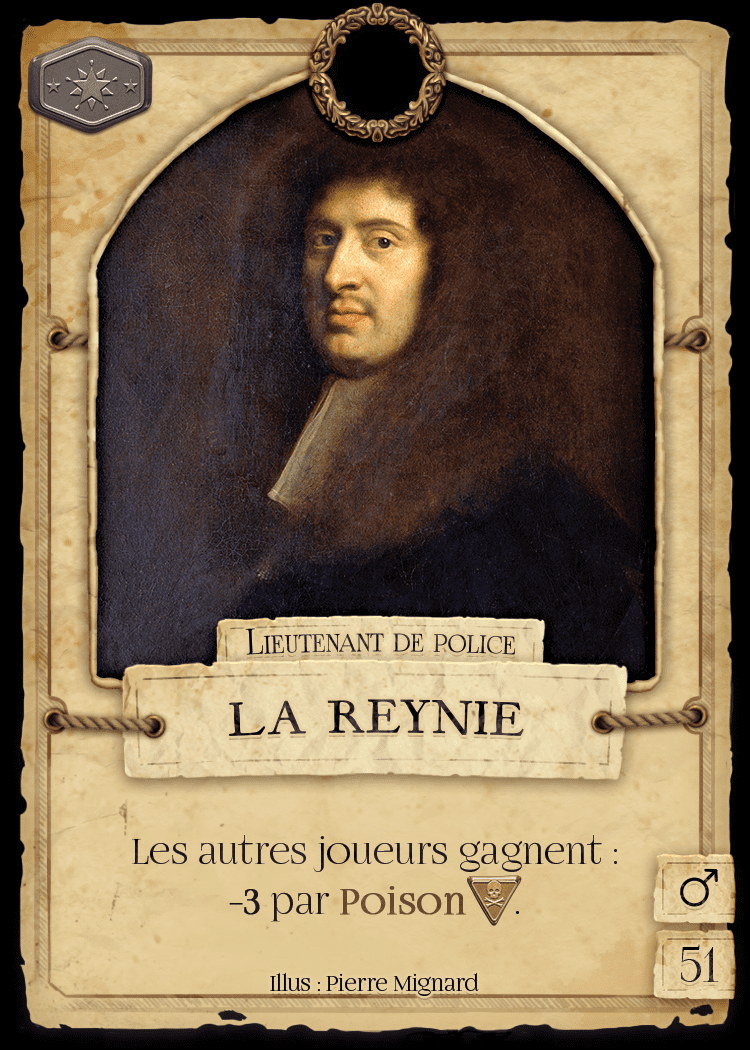 Lieutenant de police
LA REYNIE
Les autres joueurs gagnent :
-3 par Poison .
♂
51
Illus : Pierre Mignard